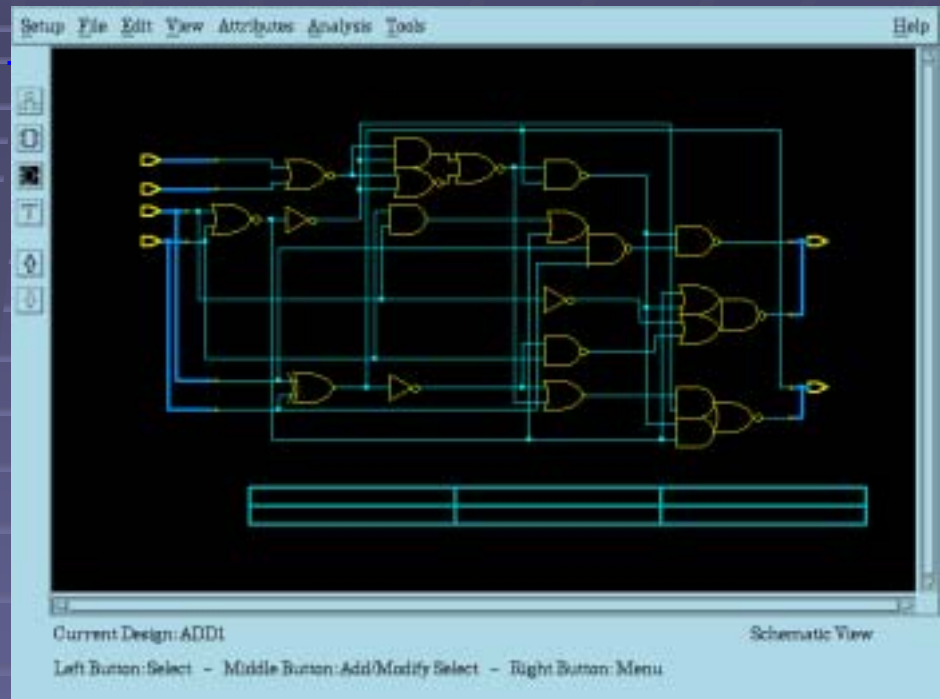 Setup File Edit View Attributes Analysis Tools Help
T
Current Design: ADD1 Schematic View
Left Button: Select - Middle Button: Add/Modify Select - Right Button: Menu